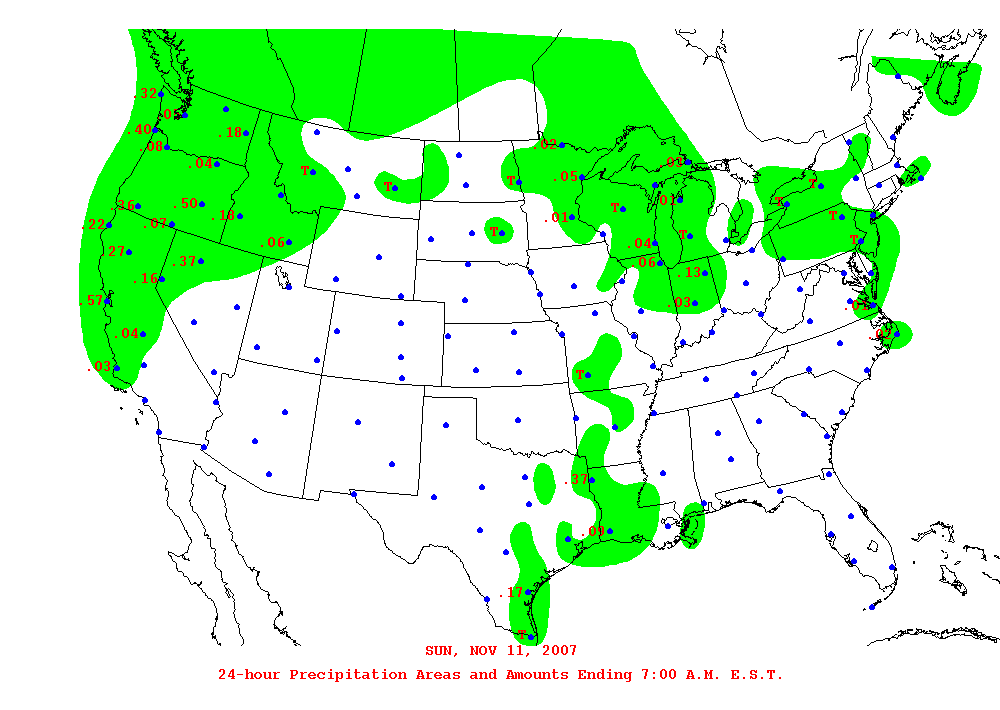 .32
.05
.02
.40
.18
.08
.01
.04
T
T
T
.05
T
.36
.50
.01
T
T
.18
.01
T
.22
.07
T
T
.06
.04
T
.27
.37
.06
.13
.16
.57
.03
.01
.04
.02
.03
T
.37
.09
.17
T
SUN, NOV 11, 2007
24-hour Precipitation Areas and Amounts Ending 7:00 A.M. E.S.T.